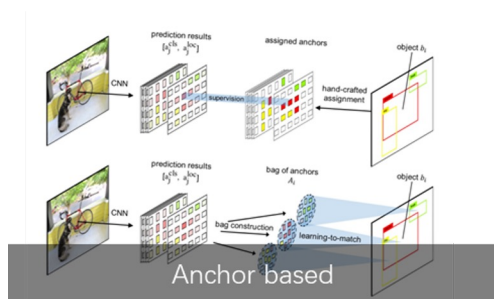 prediction results
[a_j^cls, a_j^loc]
assigned anchors
object b_i
CNN
supervision
hand-crafted
assignment
prediction results
[a_j^cls, a_j^loc]
bag of anchors
A_i
object b_i
CNN
bag construction
learning-to-match
Anchor based